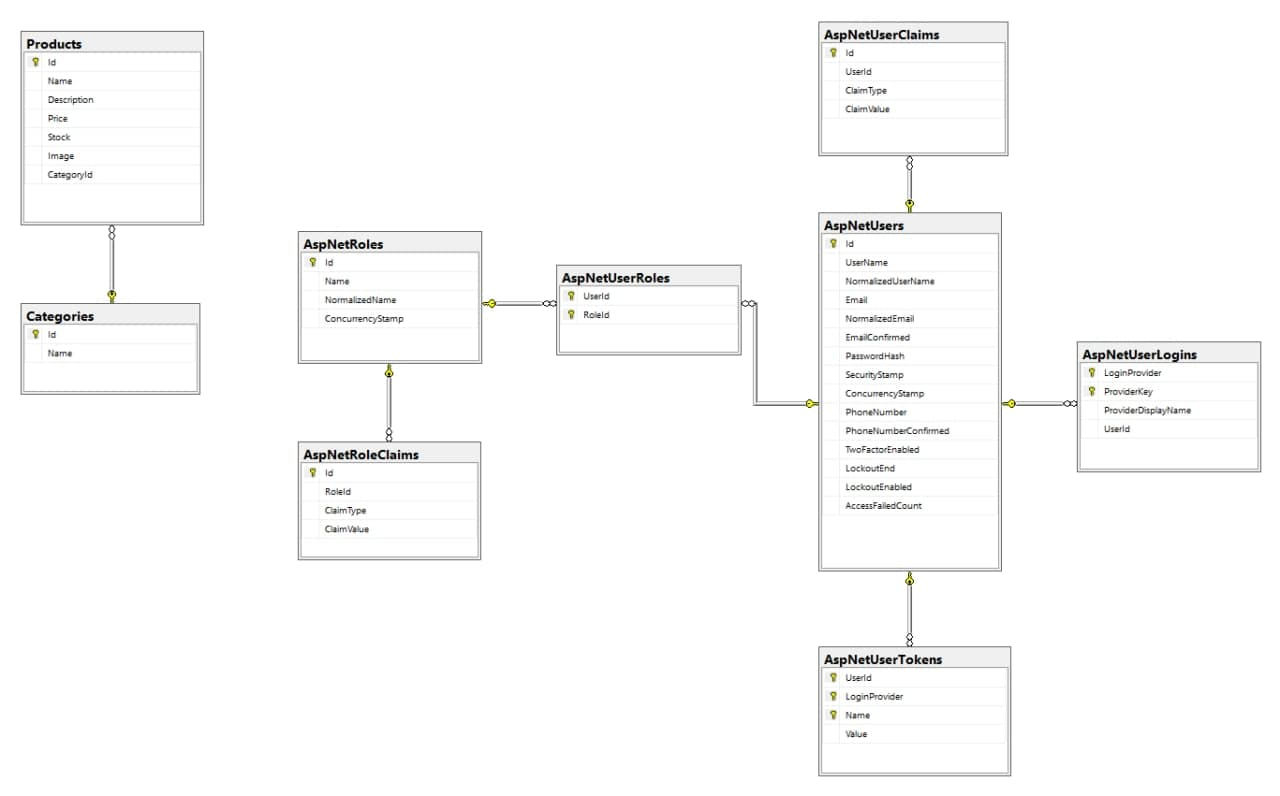 Products
Id
Name
Description
Price
Stock
Image
CategoryId
Categories
Id
Name
AspNetRoles
Id
Name
NormalizedName
ConcurrencyStamp
AspNetRoleClaims
Id
RoleId
ClaimType
ClaimValue
AspNetUserRoles
UserId
RoleId
AspNetUserClaims
Id
UserId
ClaimType
ClaimValue
AspNetUsers
Id
UserName
NormalizedUserName
Email
NormalizedEmail
EmailConfirmed
PasswordHash
SecurityStamp
ConcurrencyStamp
PhoneNumber
PhoneNumberConfirmed
TwoFactorEnabled
LockoutEnd
LockoutEnabled
AccessFailedCount
AspNetUserLogins
LoginProvider
ProviderKey
ProviderDisplayName
UserId
AspNetUserTokens
UserId
LoginProvider
Name
Value